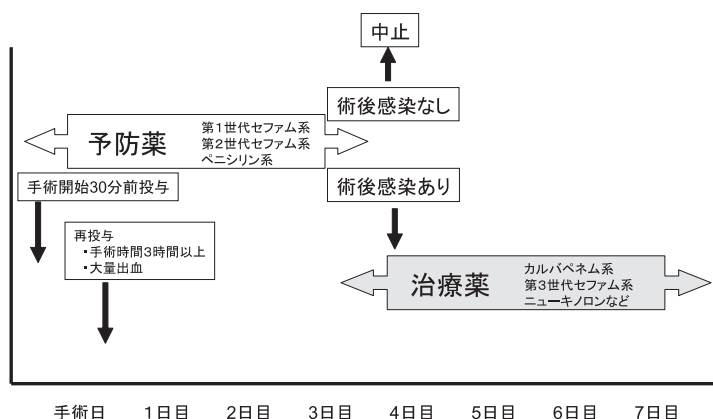 中止
術後感染なし
予防薬
第1世代セファム系
第2世代セファム系
ペニシリン系
手術開始30分前投与
術後感染あり
再投与
・手術時間3時間以上
・大量出血
治療薬
カルバペネム系
第3世代セファム系
ニューキノロンなど
手術日 1日目 2日目 3日目 4日目 5日目 6日目 7日目